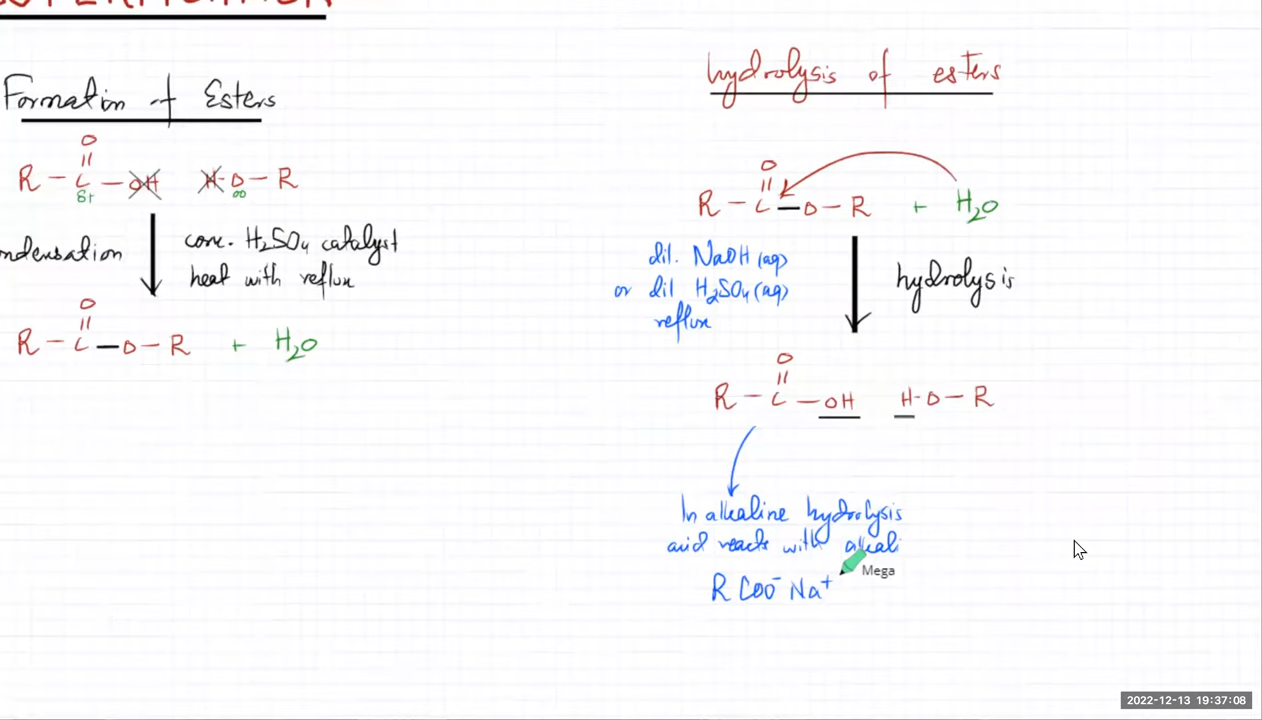 Formation of Esters
O
||
R - C - OH H - O - R
δ+
condensation
conc. H2SO4 catalyst
heat with reflux
O
||
R - C - O - R + H2O
hydrolysis of esters
O
||
R - C - O - R + H2O
dil. NaOH (aq)
or dil H2SO4 (aq)
reflux
hydrolysis
O
||
R - C - OH H - O - R
In alkaline hydrolysis
acid reacts with alkali
R COO⁻ Na⁺
Mega
2022-12-13 19:37:08